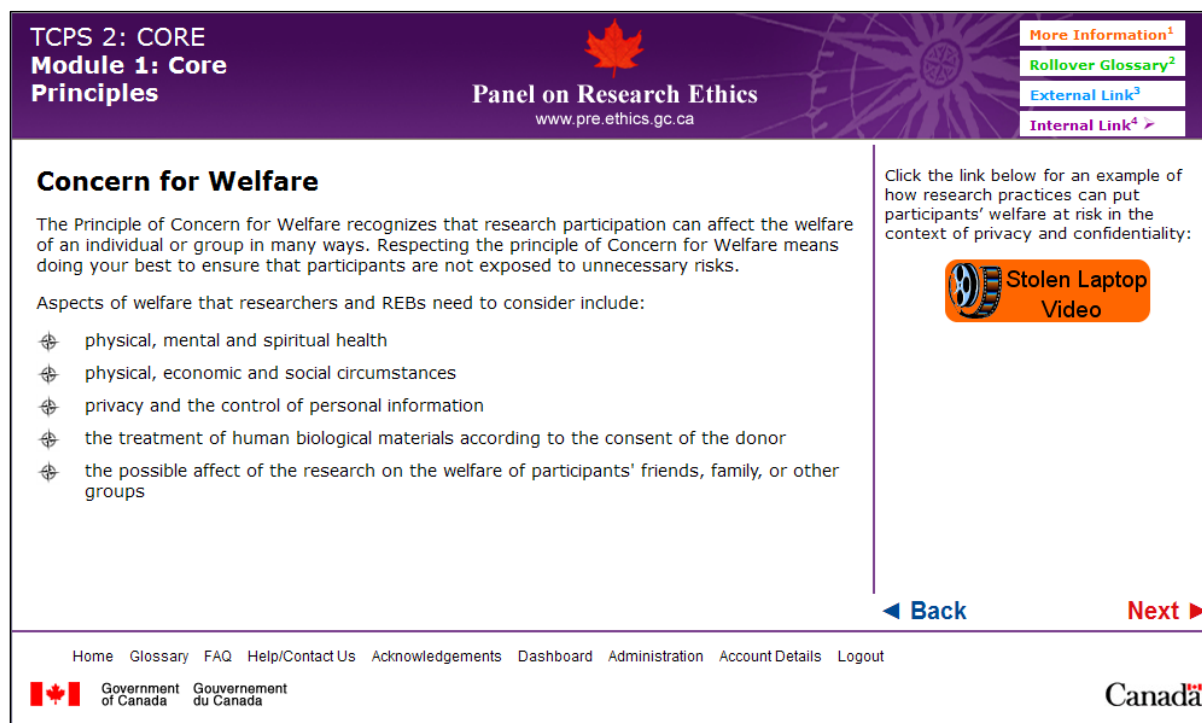 TCPS 2: CORE
Module 1: Core
Principles
Panel on Research Ethics
www.pre.ethics.gc.ca
More Information1
Rollover Glossary2
External Link3
Internal Link4 ➢
Concern for Welfare
The Principle of Concern for Welfare recognizes that research participation can affect the welfare
of an individual or group in many ways. Respecting the principle of Concern for Welfare means
doing your best to ensure that participants are not exposed to unnecessary risks.
Aspects of welfare that researchers and REBs need to consider include:
physical, mental and spiritual health
physical, economic and social circumstances
privacy and the control of personal information
the treatment of human biological materials according to the consent of the donor
the possible affect of the research on the welfare of participants' friends, family, or other
groups
Click the link below for an example of
how research practices can put
participants' welfare at risk in the
context of privacy and confidentiality:
Stolen Laptop
Video
◄ Back
Next ►
Home Glossary FAQ Help/Contact Us Acknowledgements Dashboard Administration Account Details Logout
Government Gouvernement
of Canada du Canada
Canada